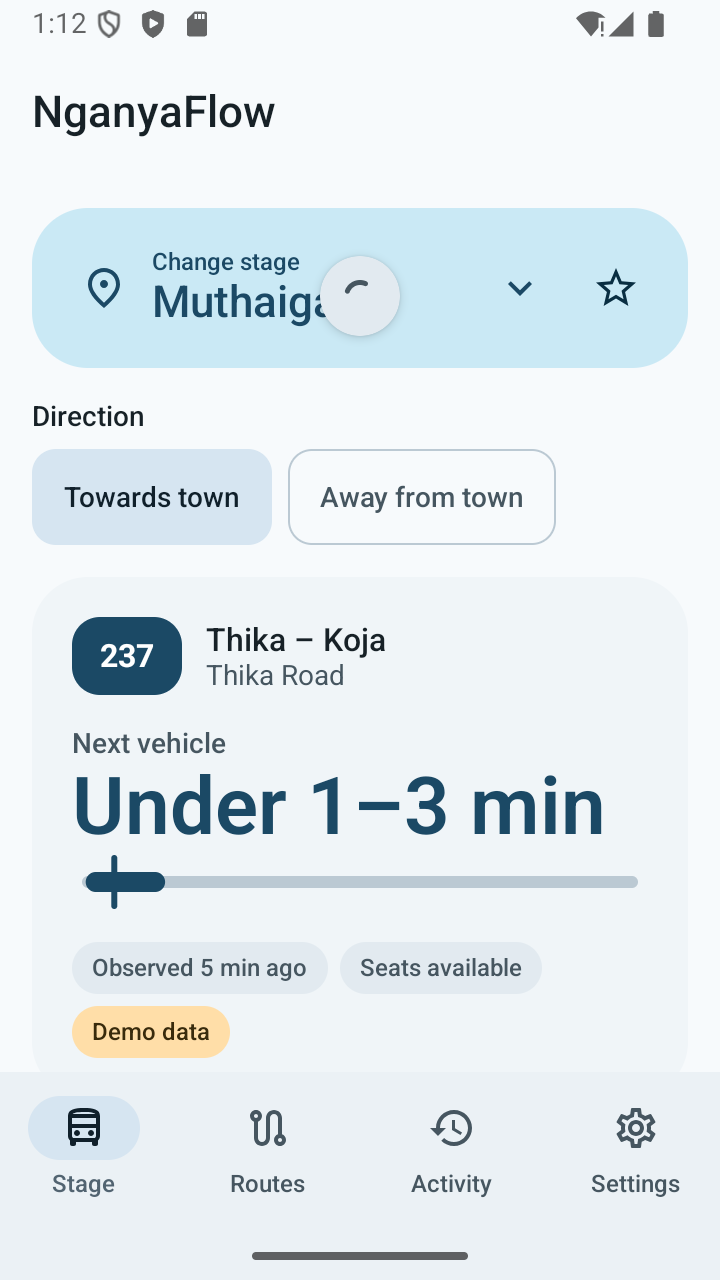 1:12
NganyaFlow
Change stage
Direction
Towards town
Away from town
237
Thika – Koja
Thika Road
Next vehicle
Under 1–3 min
Observed 5 min ago
Seats available
Demo data
Stage
Routes
Activity
Settings